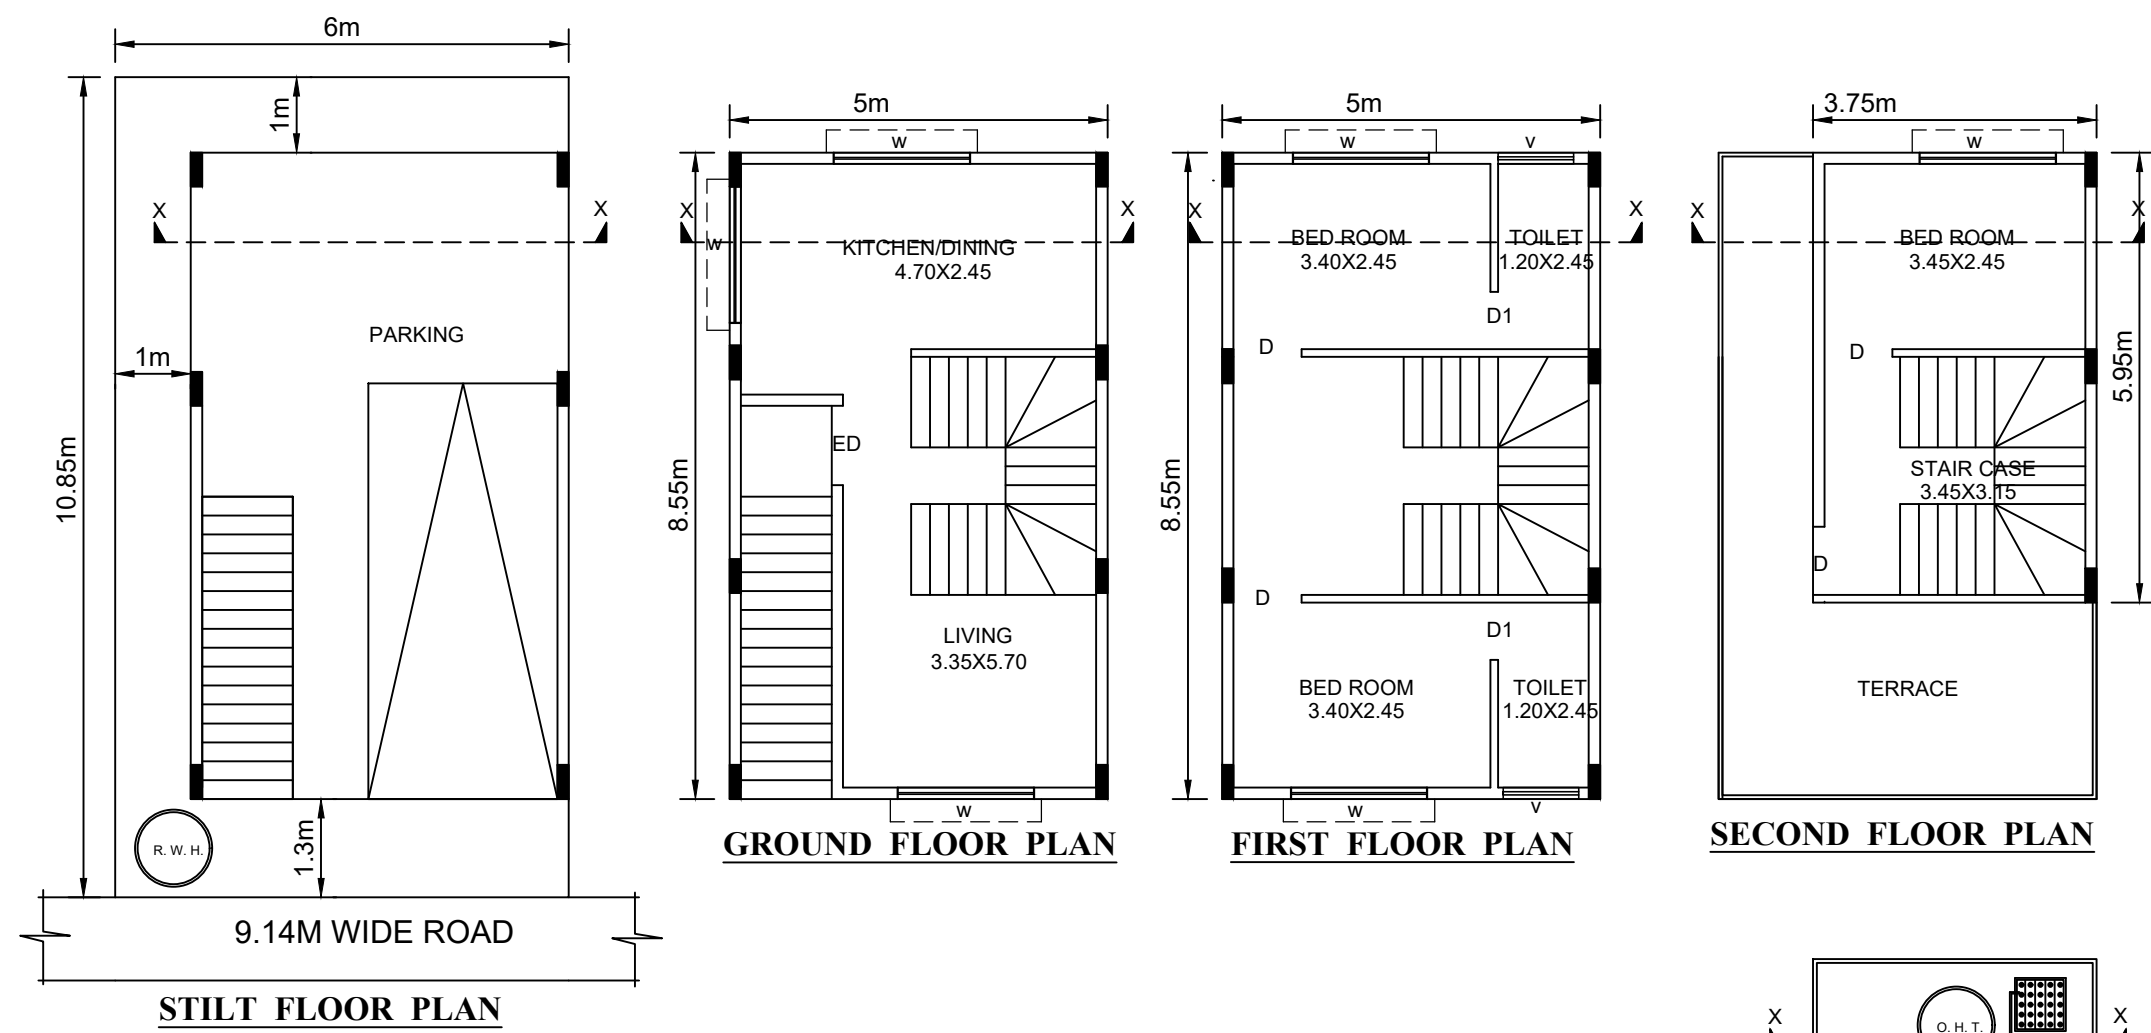 6m
1m
X
X
PARKING
1m
10.85m
R. W. H.
1.3m
9.14M WIDE ROAD
STILT FLOOR PLAN
5m
w
X
X
w
KITCHEN/DINING
4.70X2.45
ED
8.55m
LIVING
3.35X5.70
w
GROUND FLOOR PLAN
5m
w
v
X
X
BED ROOM
3.40X2.45
TOILET
1.20X2.45
D1
D
8.55m
D
D1
BED ROOM
3.40X2.45
TOILET
1.20X2.45
w
v
FIRST FLOOR PLAN
3.75m
w
X
X
BED ROOM
3.45X2.45
D
5.95m
STAIR CASE
3.45X3.15
D
TERRACE
SECOND FLOOR PLAN
X
O. H. T.
X